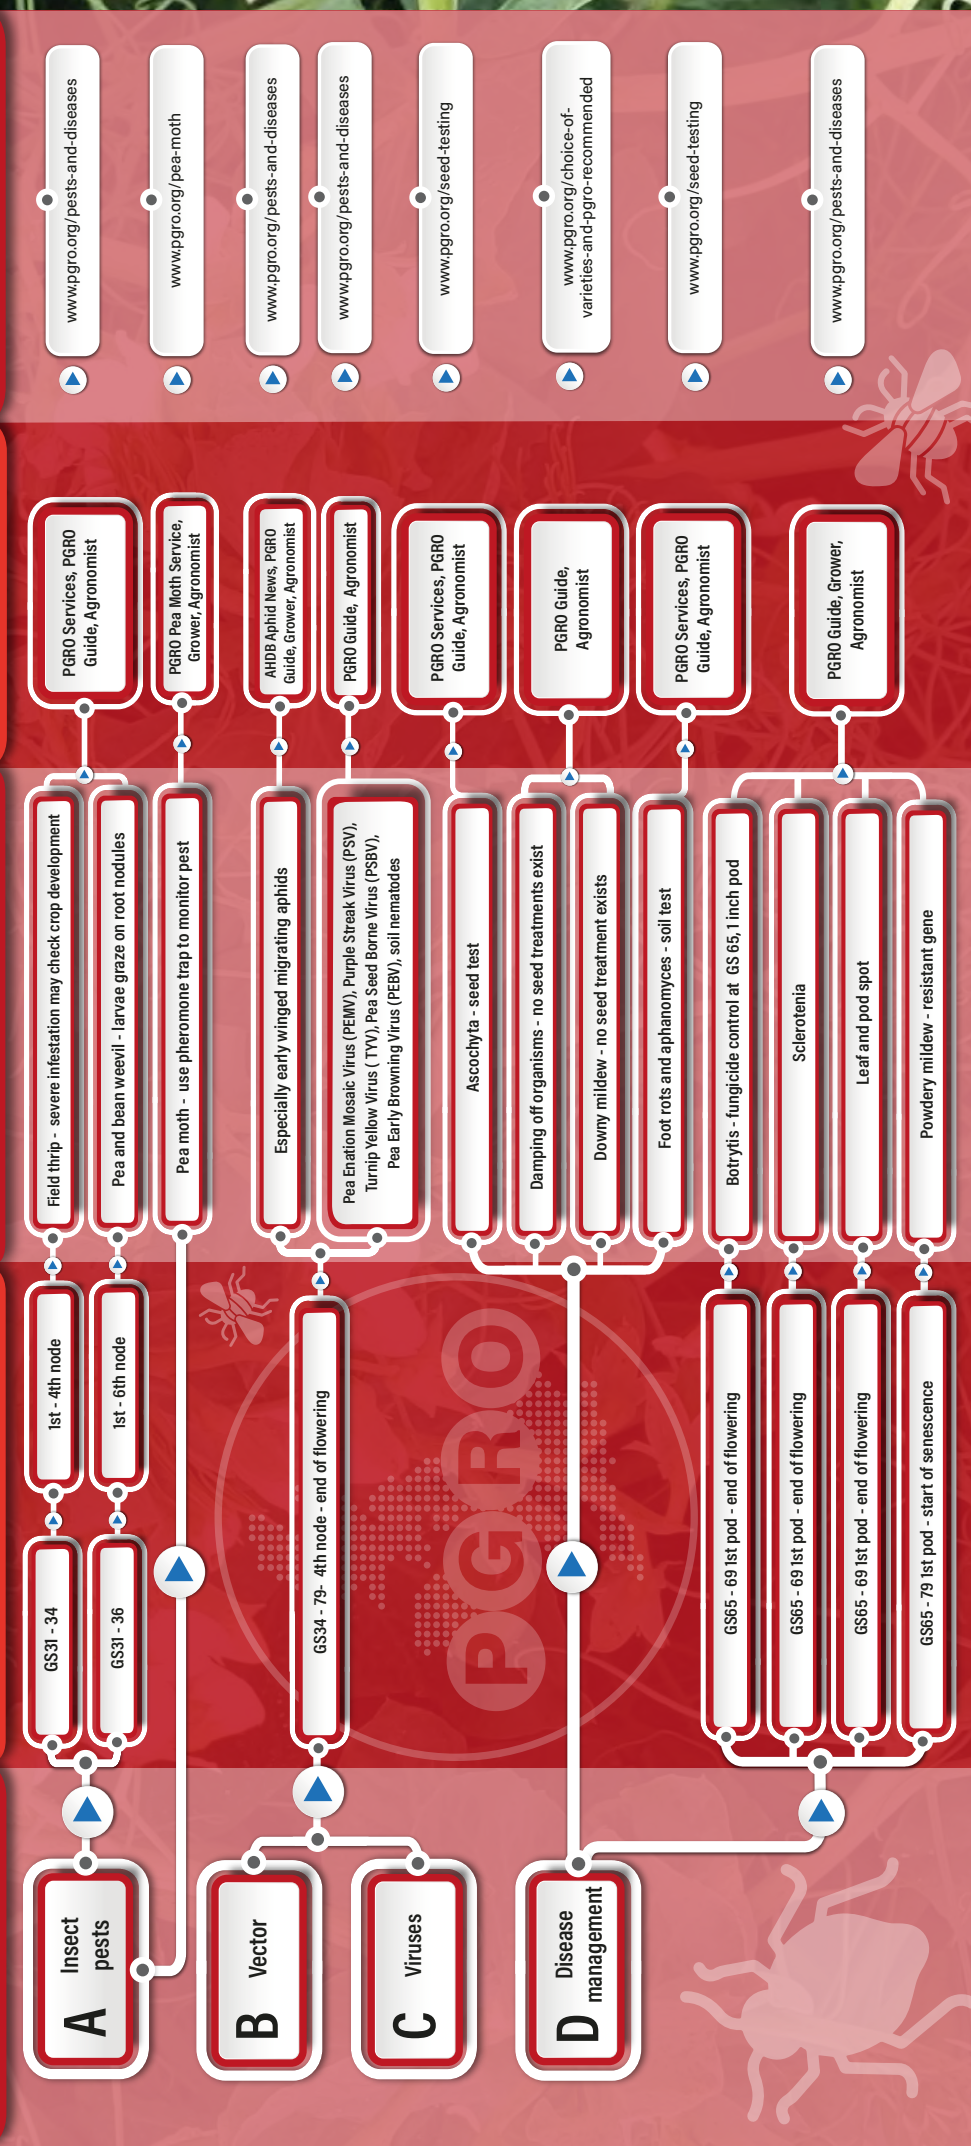 A
Insect
pests
GS31 - 34
1st - 4th node
Field thrip - severe infestation may check crop development
GS31 - 36
1st - 6th node
Pea and bean weevil - larvae graze on root nodules
PGRO Services, PGRO
Guide, Agronomist
www.pgro.org/pests-and-diseases
Pea moth - use pheromone trap to monitor pest
PGRO Pea Moth Service,
Grower, Agronomist
www.pgro.org/pea-moth
B
Vector
C
Viruses
GS34 - 79- 4th node - end of flowering
Especially early winged migrating aphids
AHDB Aphid News, PGRO
Guide, Grower, Agronomist
www.pgro.org/pests-and-diseases
Pea Enation Mosaic Virus (PEMV), Purple Streak Virus (PSV),
Turnip Yellow Virus ( TYV), Pea Seed Borne Virus (PSBV),
Pea Early Browning Virus (PEBV), soil nematodes
PGRO Guide, Agronomist
www.pgro.org/pests-and-diseases
PGRO
D
Disease
management
Ascochyta - seed test
PGRO Services, PGRO
Guide, Agronomist
www.pgro.org/seed-testing
Damping off organisms - no seed treatments exist
Downy mildew - no seed treatment exists
PGRO Guide,
Agronomist
www.pgro.org/choice-of-
varieties-and-pgro-recommended
Foot rots and aphanomyces - soil test
PGRO Services, PGRO
Guide, Agronomist
www.pgro.org/seed-testing
GS65 - 69 1st pod - end of flowering
Botrytis - fungicide control at GS 65, 1 inch pod
GS65 - 69 1st pod - end of flowering
Sclerotenia
GS65 - 69 1st pod - end of flowering
Leaf and pod spot
GS65 - 79 1st pod - start of senescence
Powdery mildew - resistant gene
PGRO Guide, Grower,
Agronomist
www.pgro.org/pests-and-diseases